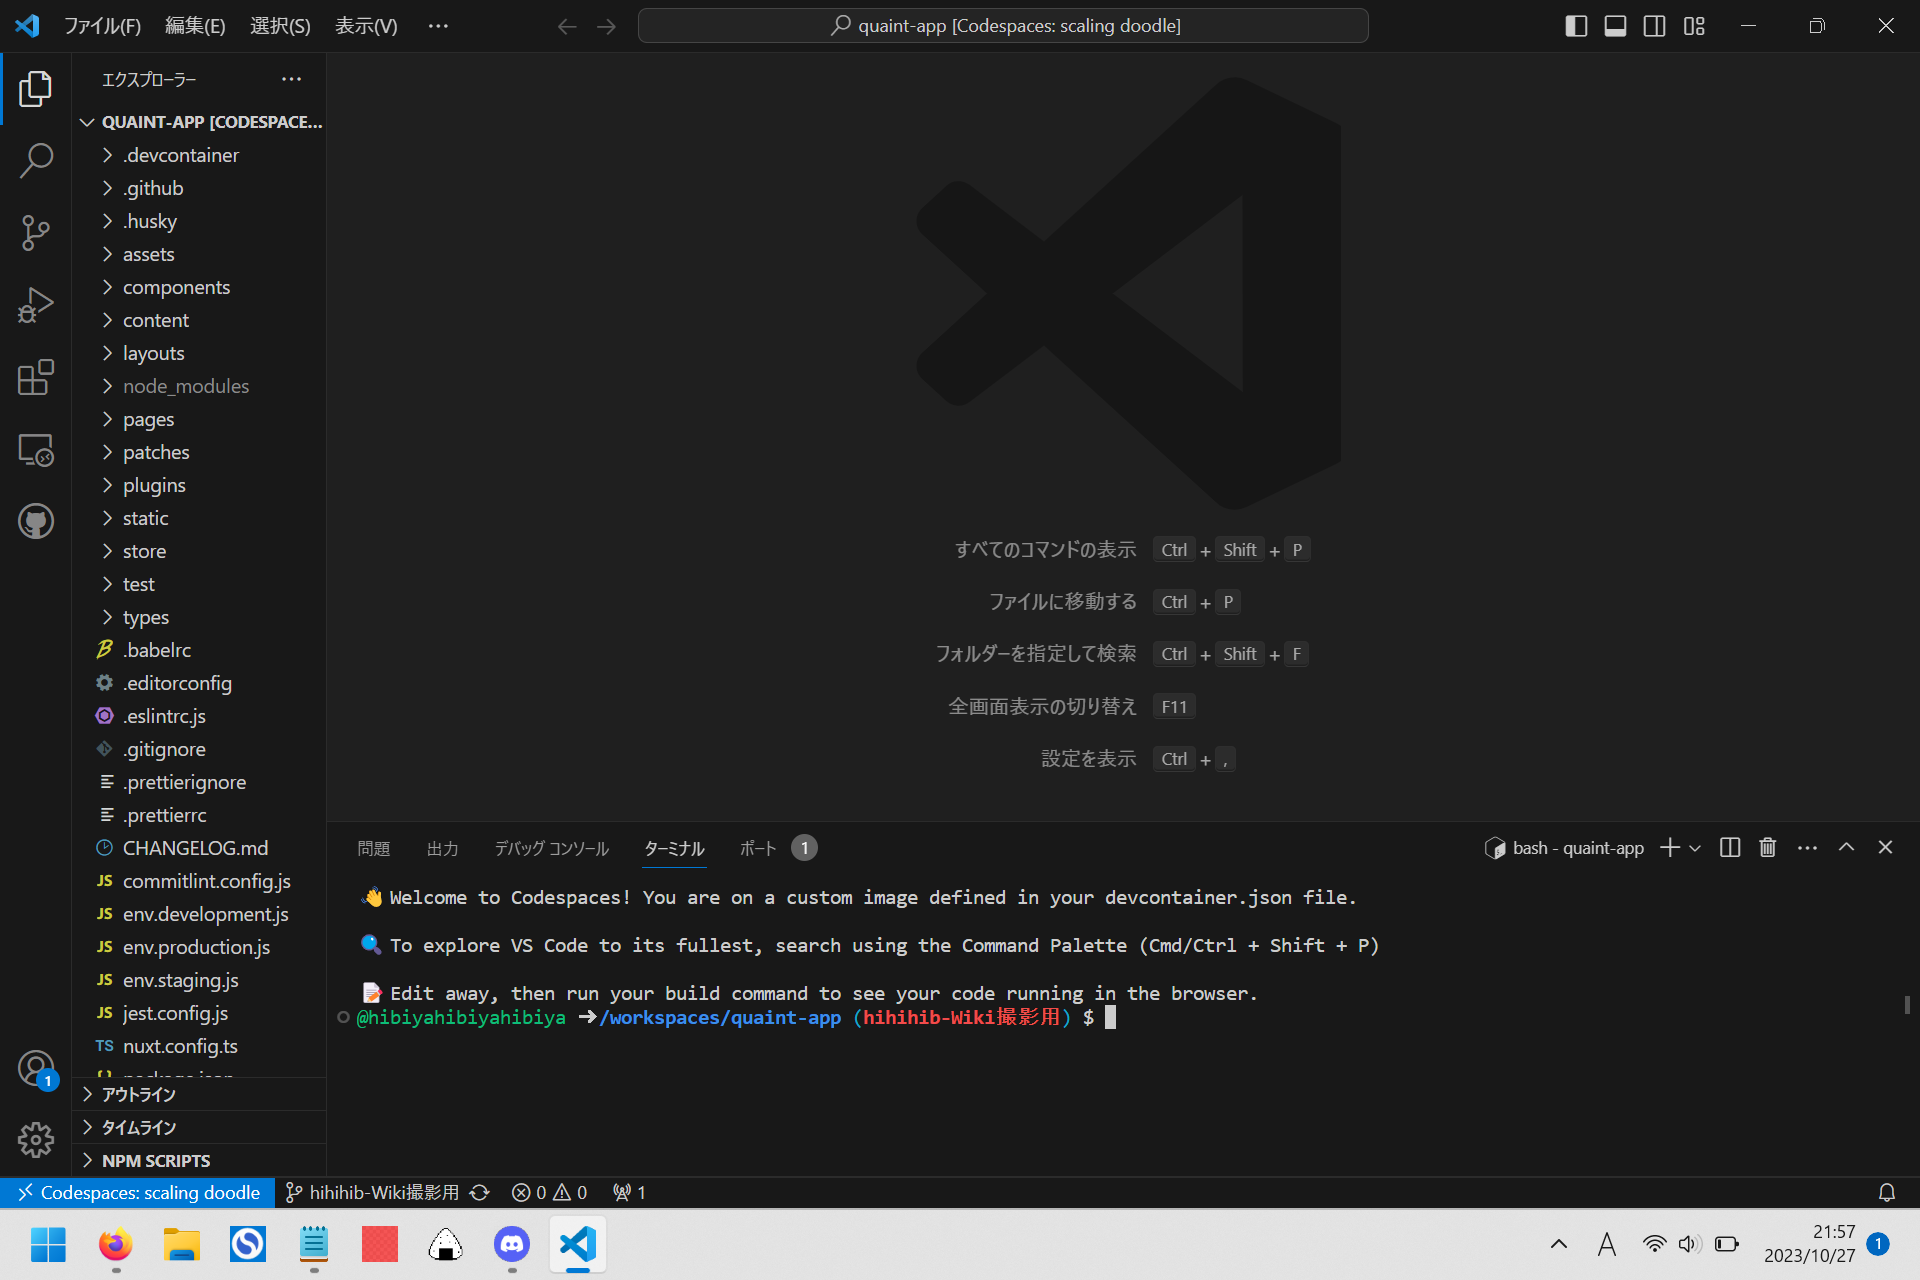 ファイル(F) 編集(E) 選択(S) 表示(V) ··· quaint-app [Codespaces: scaling doodle]
エクスプローラー ···
QUAINT-APP [CODESPACE...
.devcontainer
.github
.husky
assets
components
content
layouts
node_modules
pages
patches
plugins
static
store
test
types
.babelrc
.editorconfig
.eslintrc.js
.gitignore
.prettierignore
.prettierrc
CHANGELOG.md
JS commitlint.config.js
JS env.development.js
JS env.production.js
JS env.staging.js
JS jest.config.js
TS nuxt.config.ts
アウトライン
タイムライン
NPM SCRIPTS
1
すべてのコマンドの表示 Ctrl + Shift + P
ファイルに移動する Ctrl + P
フォルダーを指定して検索 Ctrl + Shift + F
全画面表示の切り替え F11
設定を表示 Ctrl + ,
問題 出力 デバッグ コンソール ターミナル ポート 1 bash - quaint-app
👋 Welcome to Codespaces! You are on a custom image defined in your devcontainer.json file.
🔍 To explore VS Code to its fullest, search using the Command Palette (Cmd/Ctrl + Shift + P)
📝 Edit away, then run your build command to see your code running in the browser.
@hibiyahibiyahibiya ➜/workspaces/quaint-app (hihihib-Wiki撮影用) $
Codespaces: scaling doodle hihihib-Wiki撮影用 0 0 1
A 21:57
2023/10/27 1